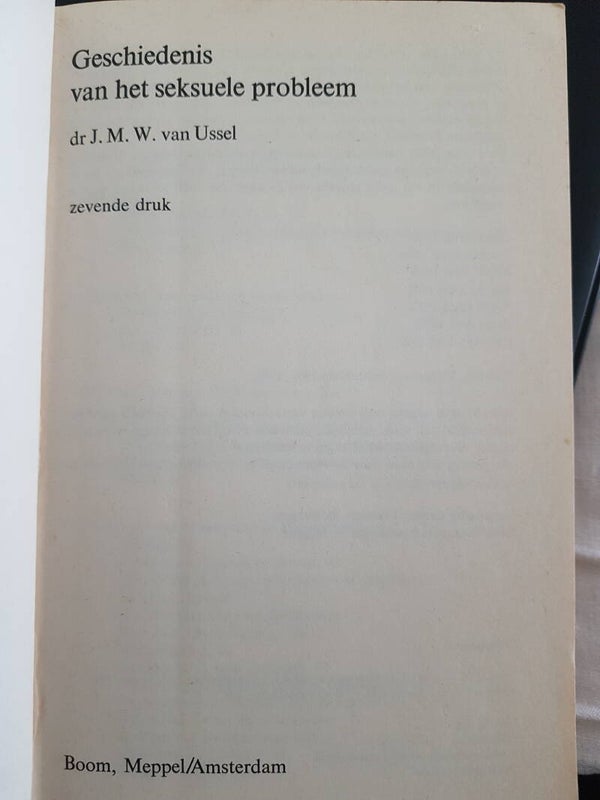 Geschiedenis
van het seksuele probleem
dr J. M. W. van Ussel
zevende druk
Boom, Meppel/Amsterdam